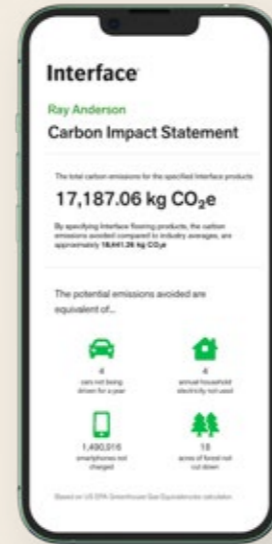 Interface
Ray Anderson
Carbon Impact Statement
The total carbon emissions for the specified Interface products
17,187.06 kg CO₂e
By specifying Interface flooring products, the carbon
emissions avoided compared to industry averages, are
approximately
kg CO₂e
The potential emissions avoided are
equivalent of...
4
cars not being
driven for a year
4
annual household
electricity not used
1,490,916
smartphones not
charged
18
acres of forest not
cut down
Based on US EPA Greenhouse Gas Equivalencies calculator.